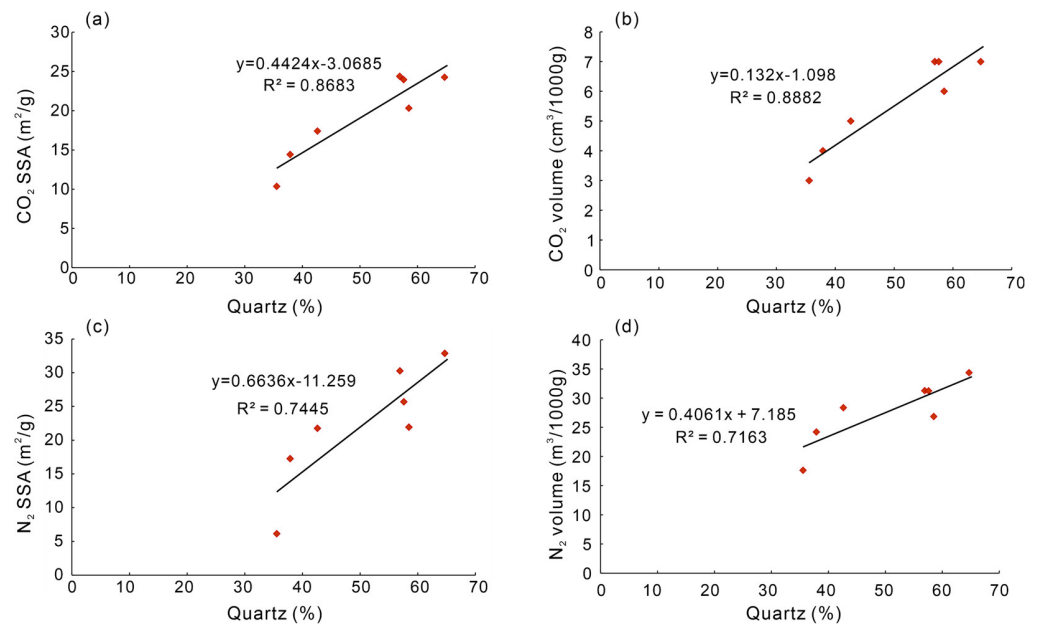 (a)
30
25
20
15
10
5
0
0 10 20 30 40 50 60 70
CO₂ SSA (m²/g)
y=0.4424x-3.0685
R² = 0.8683
Quartz (%)
(b)
8
7
6
5
4
3
2
1
0
0 10 20 30 40 50 60 70
CO₂ volume (cm³/1000g)
y=0.132x-1.098
R² = 0.8882
Quartz (%)
(c)
35
30
25
20
15
10
5
0
0 10 20 30 40 50 60 70
N₂ SSA (m²/g)
y=0.6636x-11.259
R² = 0.7445
Quartz (%)
(d)
40
35
30
25
20
15
10
5
0
0 10 20 30 40 50 60 70
N₂ volume (m³/1000g)
y = 0.4061x + 7.185
R² = 0.7163
Quartz (%)